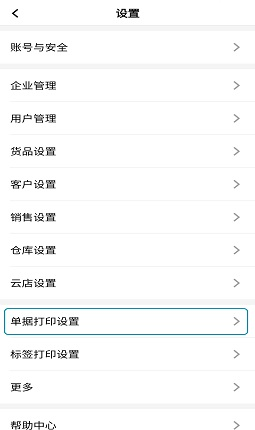 设置
账号与安全
企业管理
用户管理
货品设置
客户设置
销售设置
仓库设置
云店设置
单据打印设置
标签打印设置
更多
帮助中心